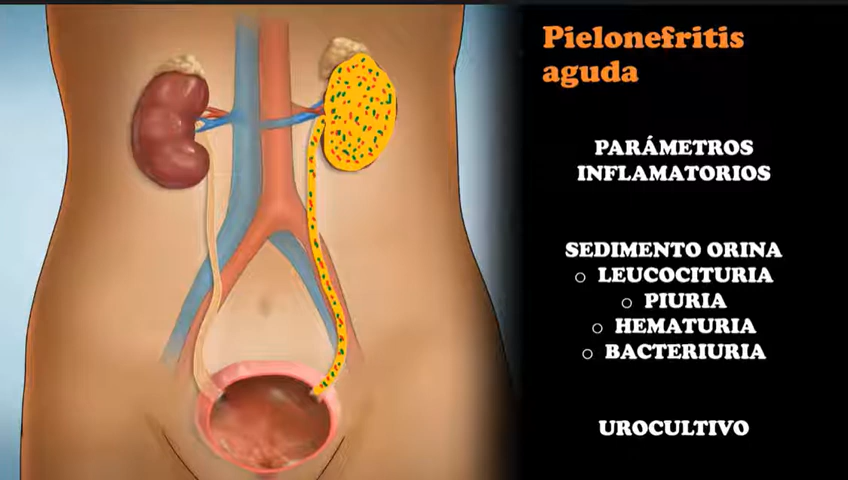 Pielonefritis
aguda
PARÁMETROS
INFLAMATORIOS
SEDIMENTO ORINA
○ LEUCOCITURIA
○ PIURIA
○ HEMATURIA
○ BACTERIURIA
UROCULTIVO